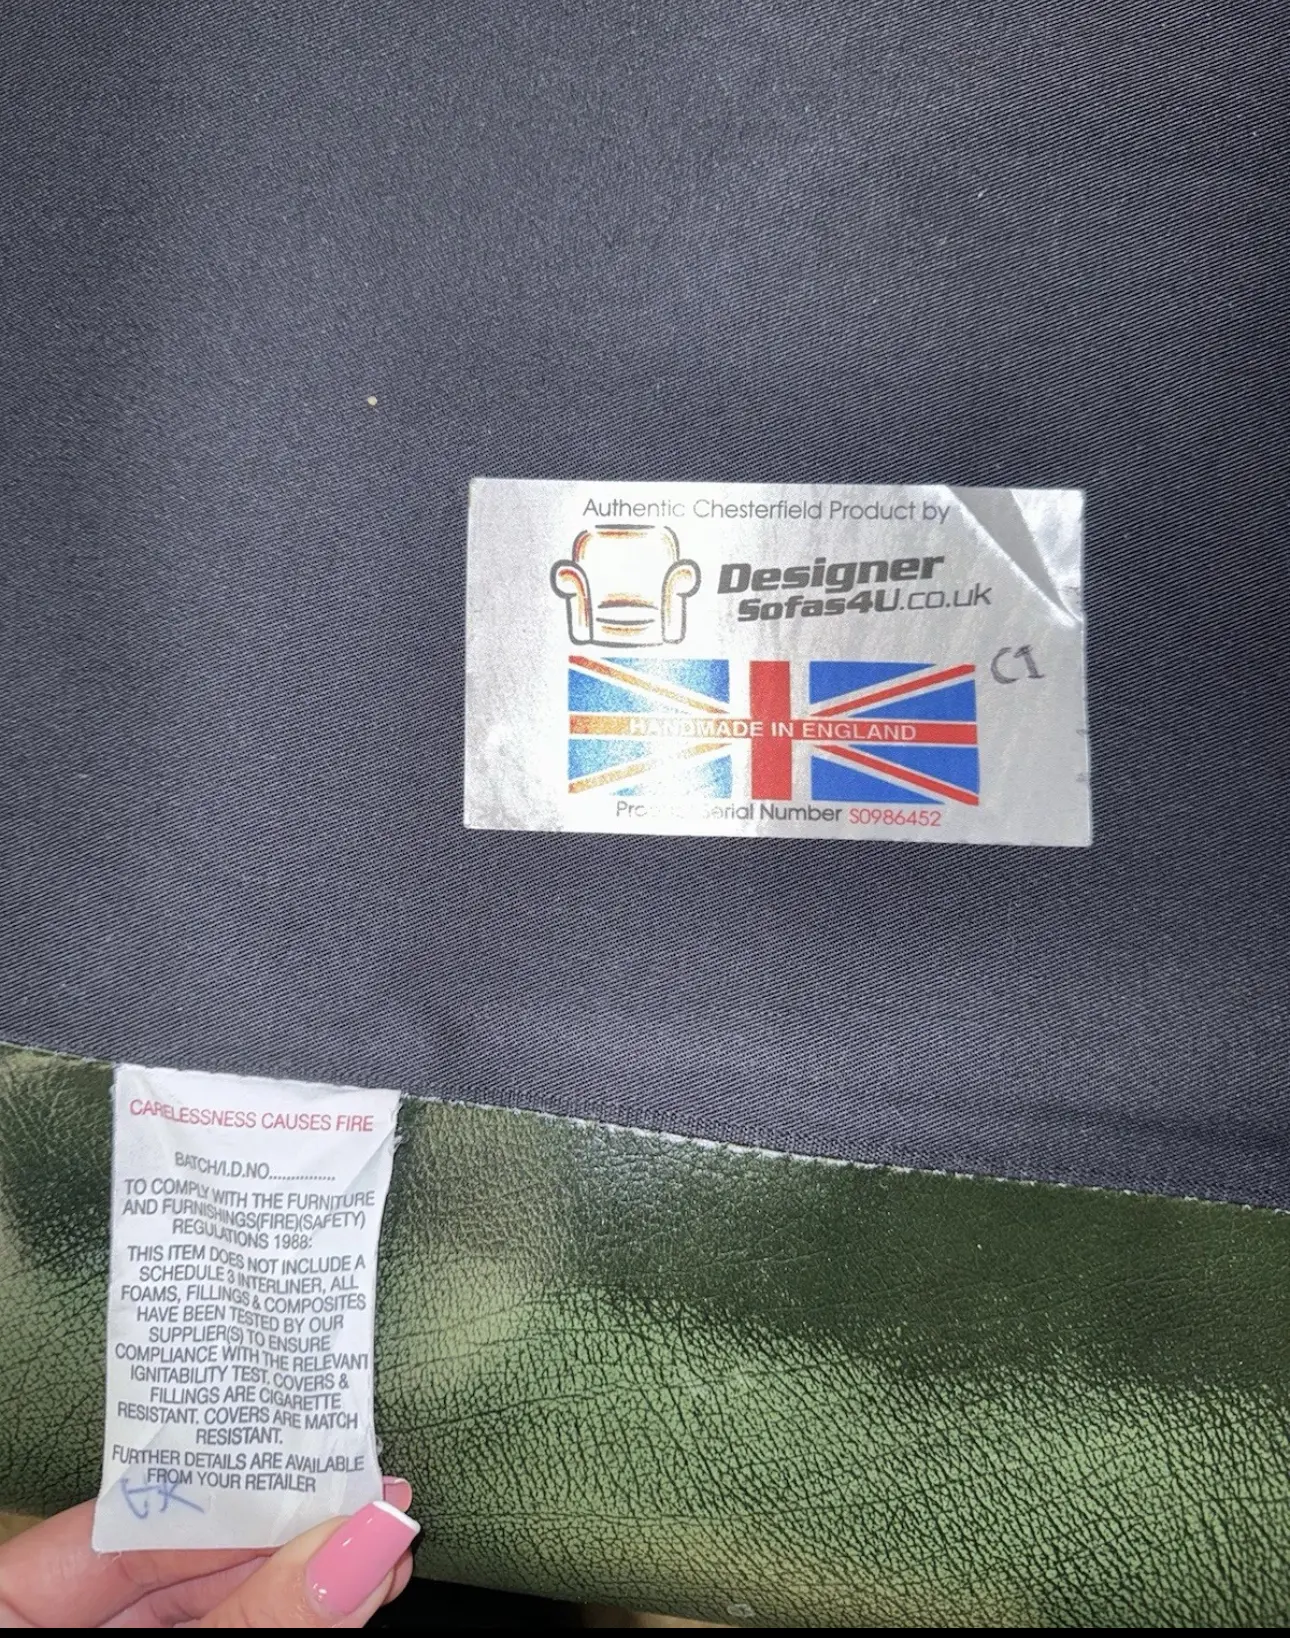 Authentic Chesterfield Product by
Designer
Sofas4U.co.uk
C1
HANDMADE IN ENGLAND
Serial Number S0986452
CARELESSNESS CAUSES FIRE
BATCH/I.D.NO................
TO COMPLY WITH THE FURNITURE
AND FURNISHINGS(FIRE)(SAFETY)
REGULATIONS 1988:
THIS ITEM DOES NOT INCLUDE A
SCHEDULE 3 INTERLINER, ALL
FOAMS, FILLINGS & COMPOSITES
HAVE BEEN TESTED BY OUR
SUPPLIER(S) TO ENSURE
COMPLIANCE WITH THE RELEVANT
IGNITABILITY TEST. COVERS &
FILLINGS ARE CIGARETTE
RESISTANT. COVERS ARE MATCH
RESISTANT.
FURTHER DETAILS ARE AVAILABLE
FROM YOUR RETAILER